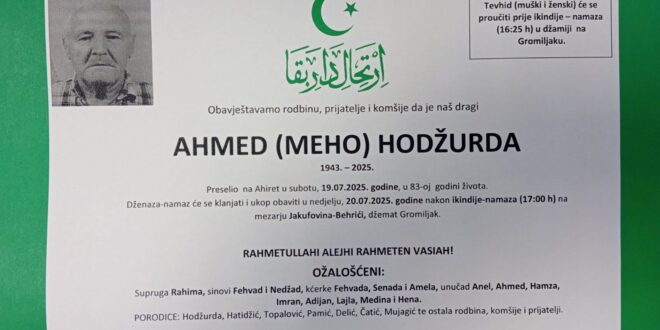 Tevhid (muški i ženski) će se
proučiti prije ikindije – namaza
(16:25 h) u džamiji na
Gromiljaku.
Obavještavamo rodbinu, prijatelje i komšije da je naš dragi
AHMED (MEHO) HODŽURDA
1943. – 2025.
Preselio na Ahiret u subotu, 19.07.2025. godine, u 83-oj godini života.
Dženaza-namaz će se klanjati i ukop obaviti u nedjelju, 20.07.2025. godine nakon ikindije-namaza (17:00 h) na
mezarju Jakufovina-Behrići, džemat Gromiljak.
RAHMETULLAHI ALEJHI RAHMETEN VASIAH!
OŽALOŠĆENI:
Supruga Rahima, sinovi Fehvad i Nedžad, kćerke Fehvada, Senada i Amela, unučad Anel, Ahmed, Hamza,
Imran, Adijan, Lajla, Medina i Hena.
PORODICE: Hodžurda, Hatidžić, Topalović, Pamić, Delić, Čatić, Mujagić te ostala rodbina, komšije i prijatelji.